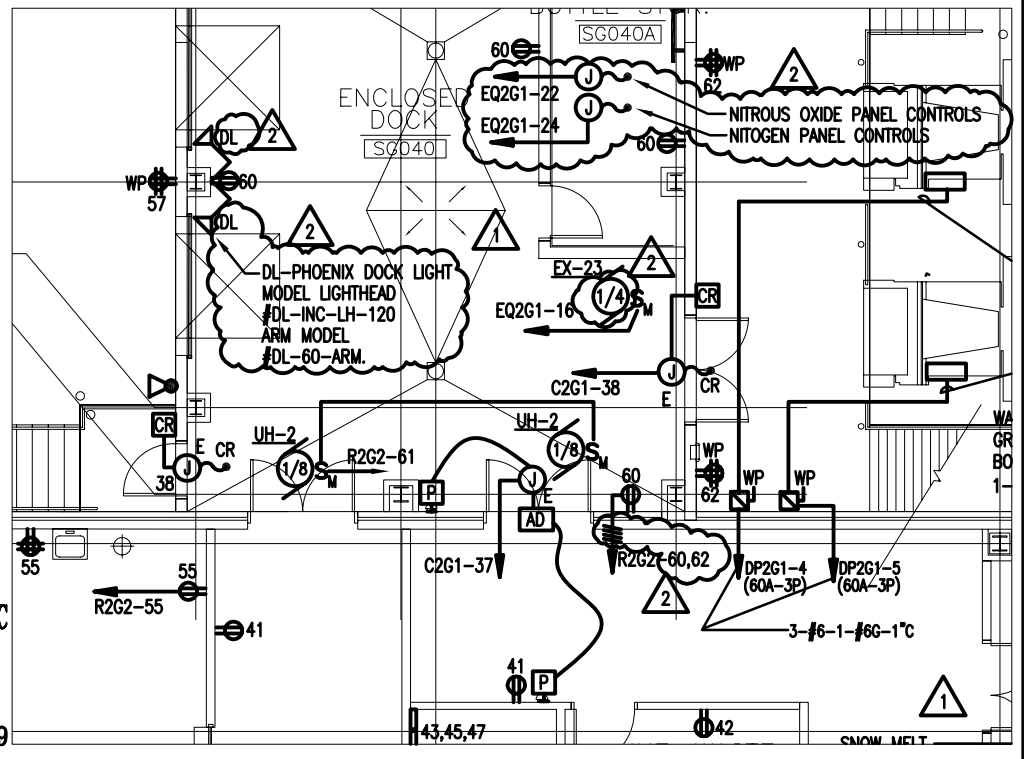 SG040A
60
WP
62
2
J
EQ2G1-22
J
EQ2G1-24
NITROUS OXIDE PANEL CONTROLS
NITOGEN PANEL CONTROLS
60
ENCLOSED
DOCK
SG040
DL
2
WP
57
60
DL
2
DL-PHOENIX DOCK LIGHT
MODEL LIGHTHEAD
#DL-INC-LH-120
ARM MODEL
#DL-60-ARM.
1
2
EX-23
1/4
S
M
EQ2G1-16
CR
J
CR
C2G1-38
E
CR
E
CR
J
38
UH-2
1/8
S
M
R2G2-61
UH-2
1/8
S
M
P
J
E
AD
C2G1-37
60
R2G2-60,62
2
WP
62
WP
J
WP
J
WA
GR
BO
1-
DP2G1-4
(60A-3P)
DP2G1-5
(60A-3P)
3-#6-1-#6G-1"C
55
55
R2G2-55
41
41
P
43,45,47
42
1
SNOW MELT
9